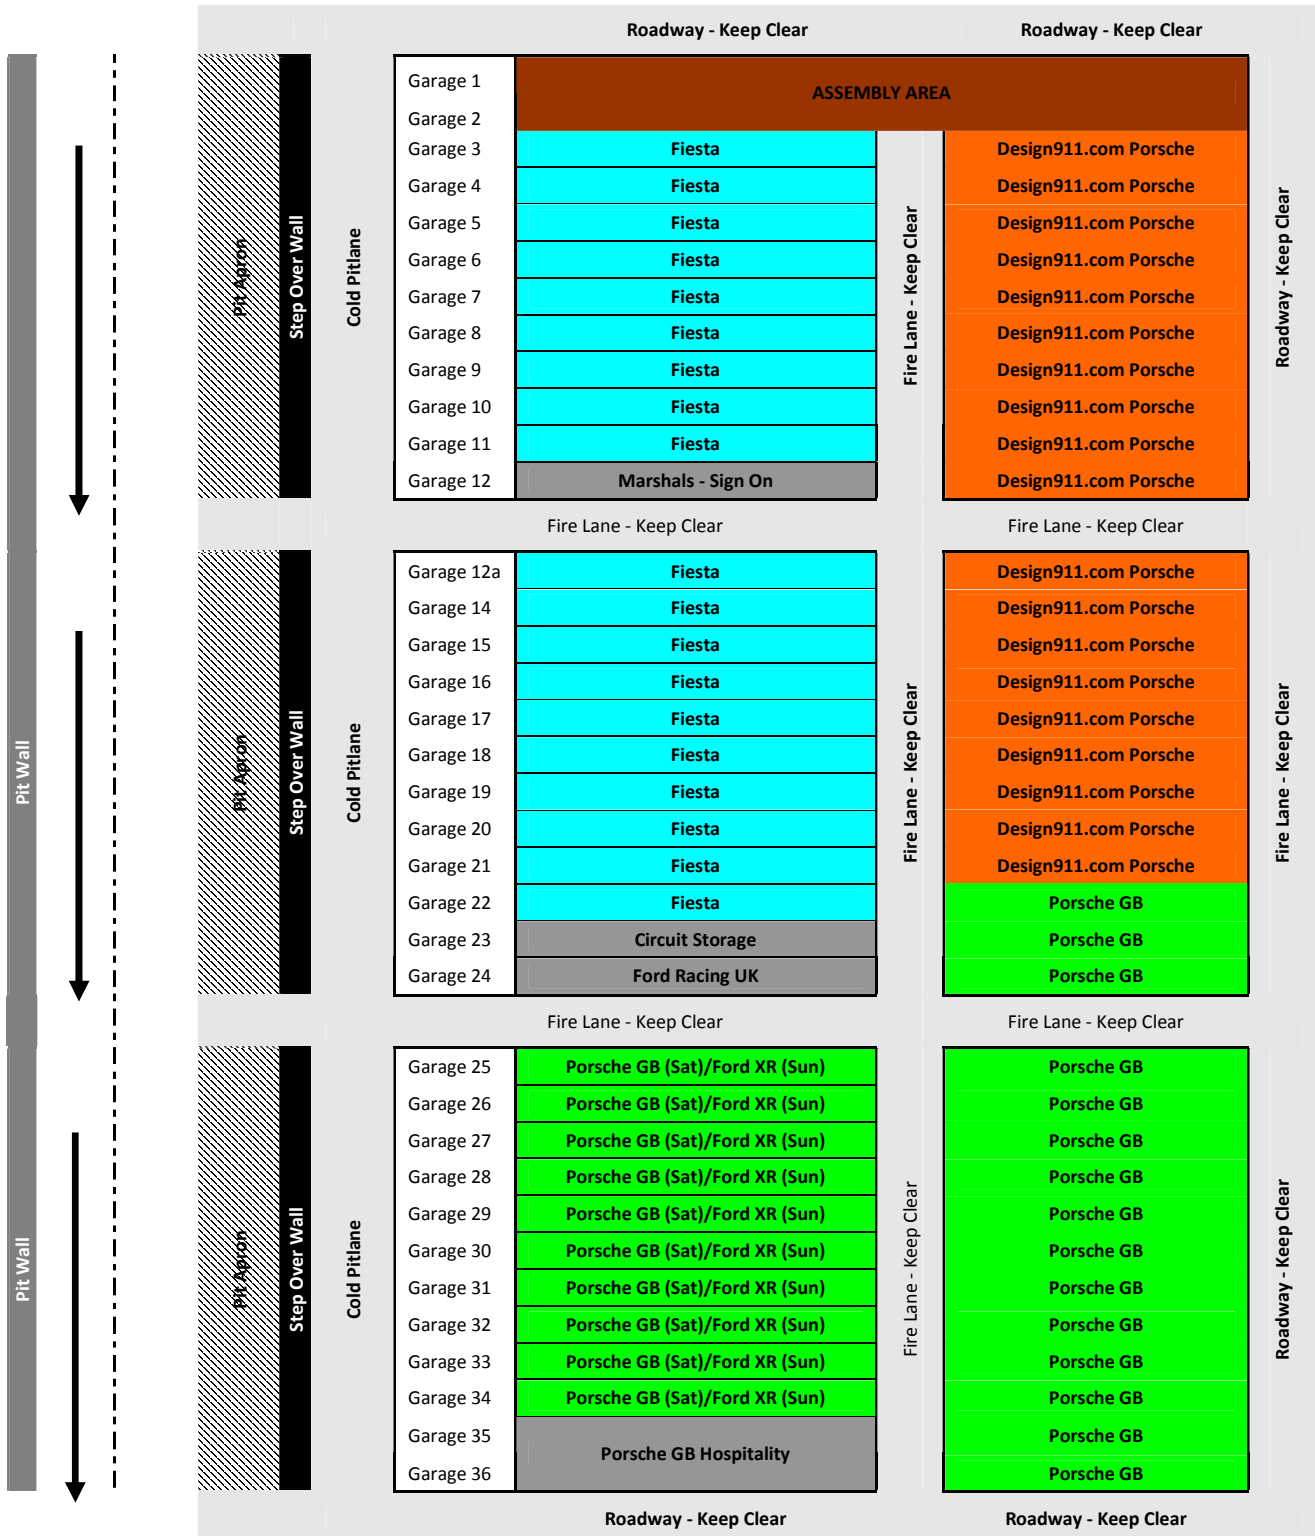 Roadway - Keep Clear Roadway - Keep Clear
Garage 1
ASSEMBLY AREA
Garage 2
Garage 3 Fiesta Design911.com Porsche
Garage 4 Fiesta Design911.com Porsche
Garage 5 Fiesta Design911.com Porsche
Garage 6 Fiesta Design911.com Porsche
Garage 7 Fiesta Design911.com Porsche
Garage 8 Fiesta Design911.com Porsche
Garage 9 Fiesta Design911.com Porsche
Garage 10 Fiesta Design911.com Porsche
Garage 11 Fiesta Design911.com Porsche
Garage 12 Marshals - Sign On Design911.com Porsche
Pit Apron
Step Over Wall
Cold Pitlane
Fire Lane - Keep Clear
Roadway - Keep Clear
Fire Lane - Keep Clear Fire Lane - Keep Clear
Garage 12a Fiesta Design911.com Porsche
Garage 14 Fiesta Design911.com Porsche
Garage 15 Fiesta Design911.com Porsche
Garage 16 Fiesta Design911.com Porsche
Garage 17 Fiesta Design911.com Porsche
Garage 18 Fiesta Design911.com Porsche
Garage 19 Fiesta Design911.com Porsche
Garage 20 Fiesta Design911.com Porsche
Garage 21 Fiesta Design911.com Porsche
Garage 22 Fiesta Porsche GB
Garage 23 Circuit Storage Porsche GB
Garage 24 Ford Racing UK Porsche GB
Pit Wall
Pit Apron
Step Over Wall
Cold Pitlane
Fire Lane - Keep Clear
Fire Lane - Keep Clear
Fire Lane - Keep Clear Fire Lane - Keep Clear
Garage 25 Porsche GB (Sat)/Ford XR (Sun) Porsche GB
Garage 26 Porsche GB (Sat)/Ford XR (Sun) Porsche GB
Garage 27 Porsche GB (Sat)/Ford XR (Sun) Porsche GB
Garage 28 Porsche GB (Sat)/Ford XR (Sun) Porsche GB
Garage 29 Porsche GB (Sat)/Ford XR (Sun) Porsche GB
Garage 30 Porsche GB (Sat)/Ford XR (Sun) Porsche GB
Garage 31 Porsche GB (Sat)/Ford XR (Sun) Porsche GB
Garage 32 Porsche GB (Sat)/Ford XR (Sun) Porsche GB
Garage 33 Porsche GB (Sat)/Ford XR (Sun) Porsche GB
Garage 34 Porsche GB (Sat)/Ford XR (Sun) Porsche GB
Garage 35 Porsche GB
Porsche GB Hospitality
Garage 36 Porsche GB
Pit Wall
Pit Apron
Step Over Wall
Cold Pitlane
Fire Lane - Keep Clear
Roadway - Keep Clear
Roadway - Keep Clear Roadway - Keep Clear